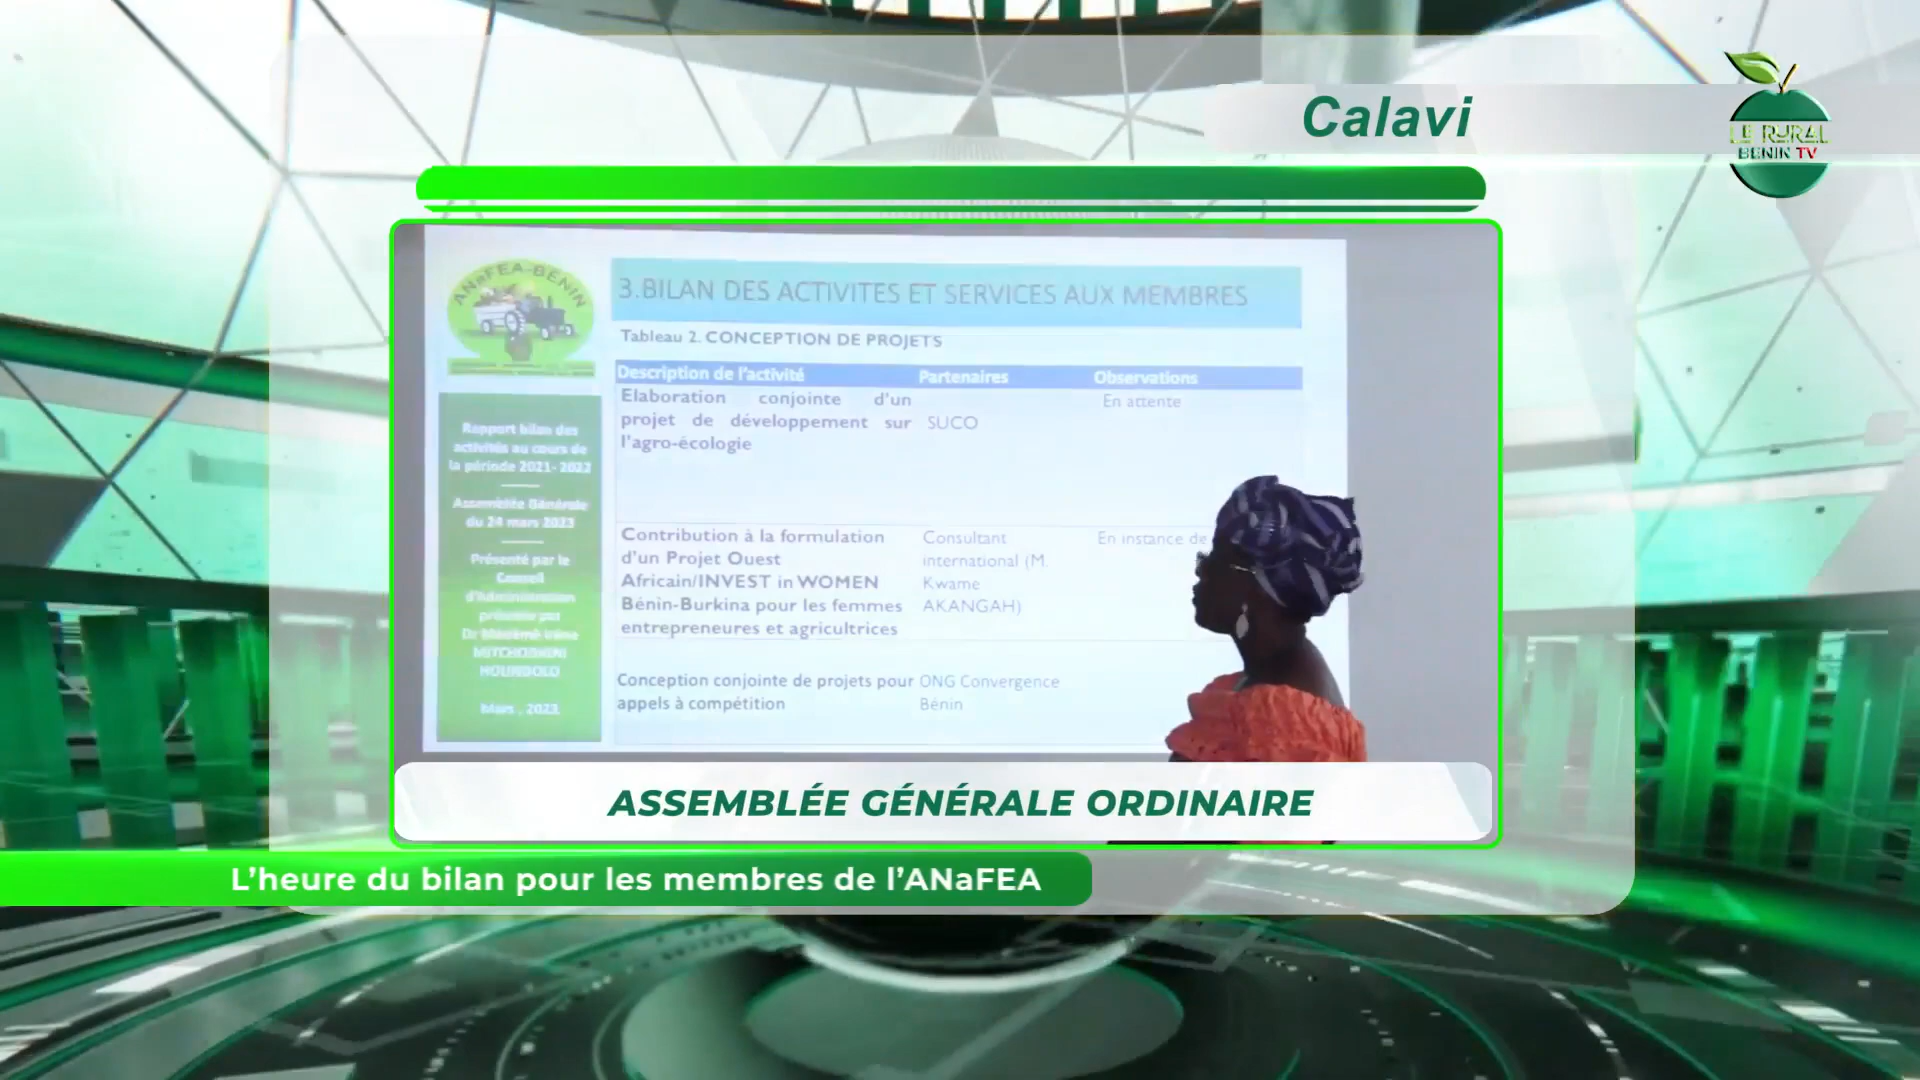 Calavi
LE RURAL
BENIN TV
ANaFEA-BENIN
3.BILAN DES ACTIVITES ET SERVICES AUX MEMBRES
Tableau 2. CONCEPTION DE PROJETS
Description de l'activité Partenaires Observations
Elaboration conjointe d'un
projet de développement sur
l'agro-écologie
SUCO
En attente
Contribution à la formulation
d'un Projet Ouest
Africain/INVEST in WOMEN
Bénin-Burkina pour les femmes
entrepreneures et agricultrices
Consultant
international (M.
Kwame
AKANGAH)
En instance de
Conception conjointe de projets pour
appels à compétition
ONG Convergence
Bénin
Rapport bilan des
activités au cours de
la période 2021-2022
Assemblée Générale
du 24 mars 2023
Présenté par le
Conseil
d'Administration
présidé par
Mars, 2023
ASSEMBLÉE GÉNÉRALE ORDINAIRE
L'heure du bilan pour les membres de l'ANaFEA